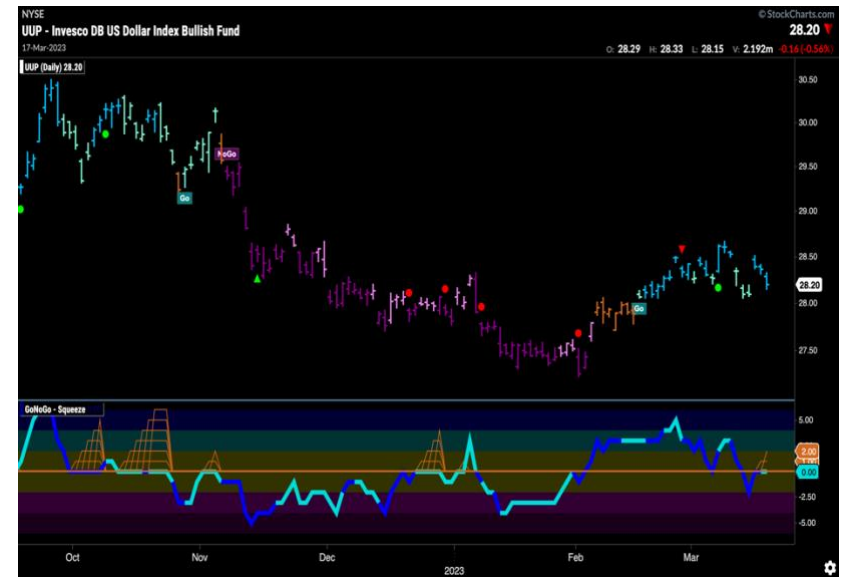 NYSE
© StockCharts.com
UUP - Invesco DB US Dollar Index Bullish Fund
28.20
17-Mar-2023
O: 28.29 H: 28.33 L: 28.15 V: 2.192m -0.16 (-0.56%)
UUP (Daily) 28.20
30.50
30.00
NoGo
29.50
Go
29.00
28.50
28.20
28.00
Go
27.50
GoNoGo - Squeeze
5.00
2.00
0.00
-2.50
-5.00
Oct
Nov
Dec
2023
Feb
Mar